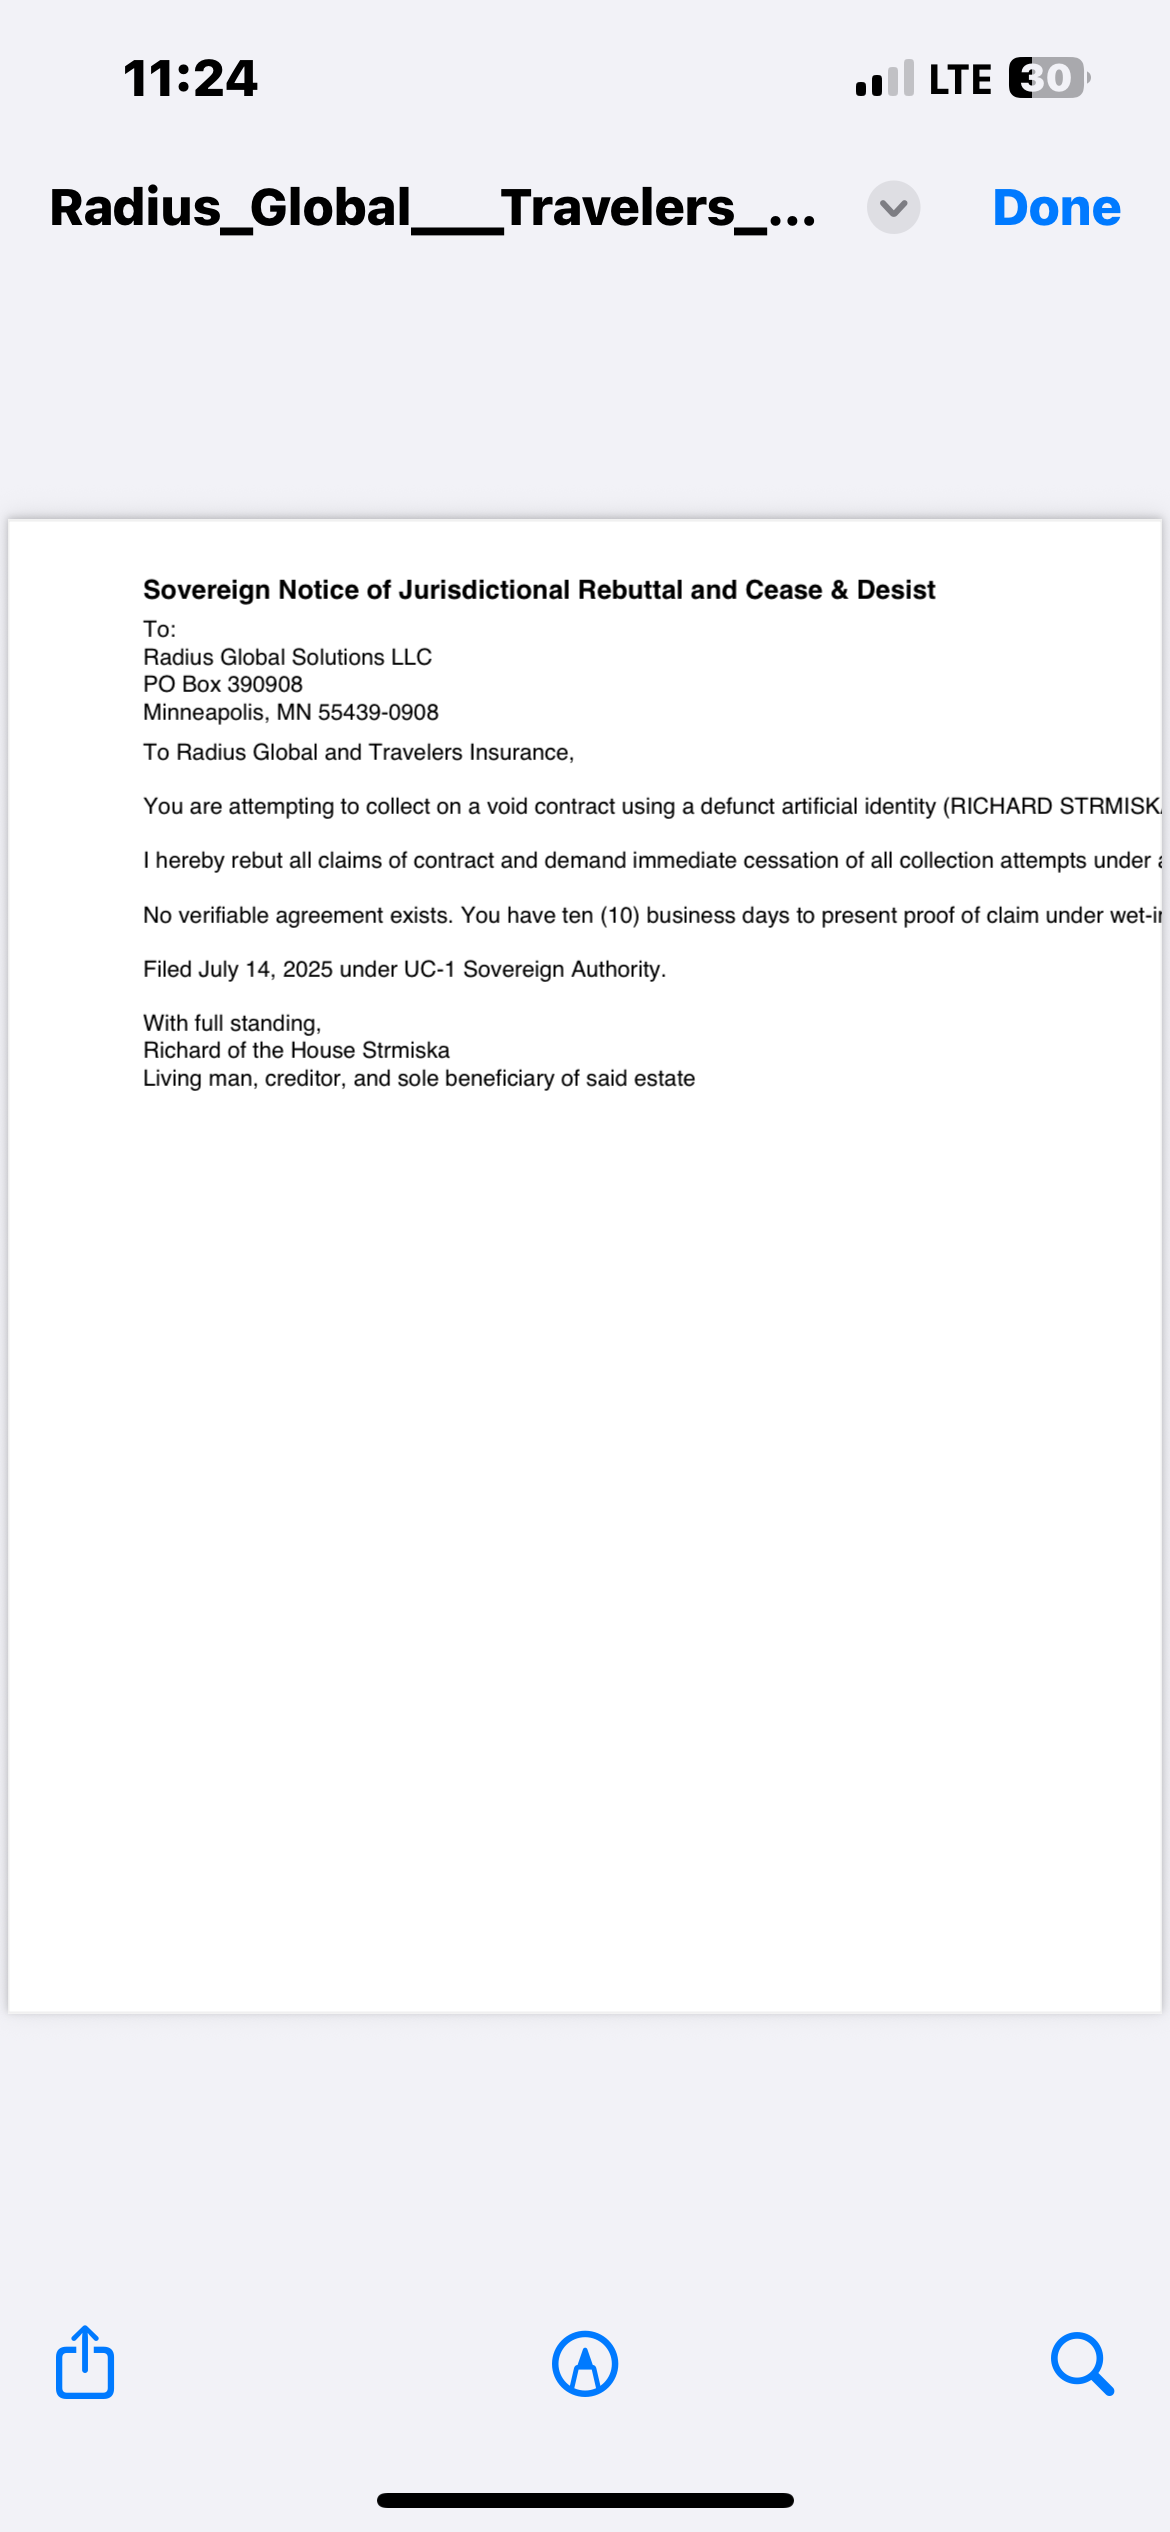 11:24
LTE
30
Radius_Global___Travelers_...
Done
Sovereign Notice of Jurisdictional Rebuttal and Cease & Desist
To:
Radius Global Solutions LLC
PO Box 390908
Minneapolis, MN 55439-0908
To Radius Global and Travelers Insurance,
You are attempting to collect on a void contract using a defunct artificial identity (RICHARD STRMISKA
I hereby rebut all claims of contract and demand immediate cessation of all collection attempts under
No verifiable agreement exists. You have ten (10) business days to present proof of claim under
Filed July 14, 2025 under UC-1 Sovereign Authority.
With full standing,
Richard of the House Strmiska
Living man, creditor, and sole beneficiary of said estate